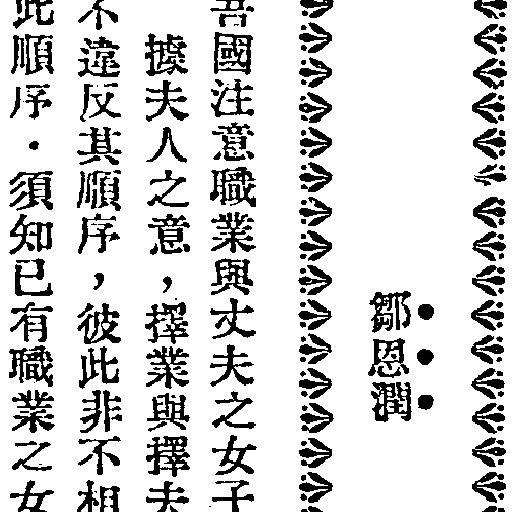 鄒恩潤
吾國注意職業與丈夫之女子
據夫人之意，擇業與擇夫
不違反其順序，彼此非不相
此順序．須知已有職業之女